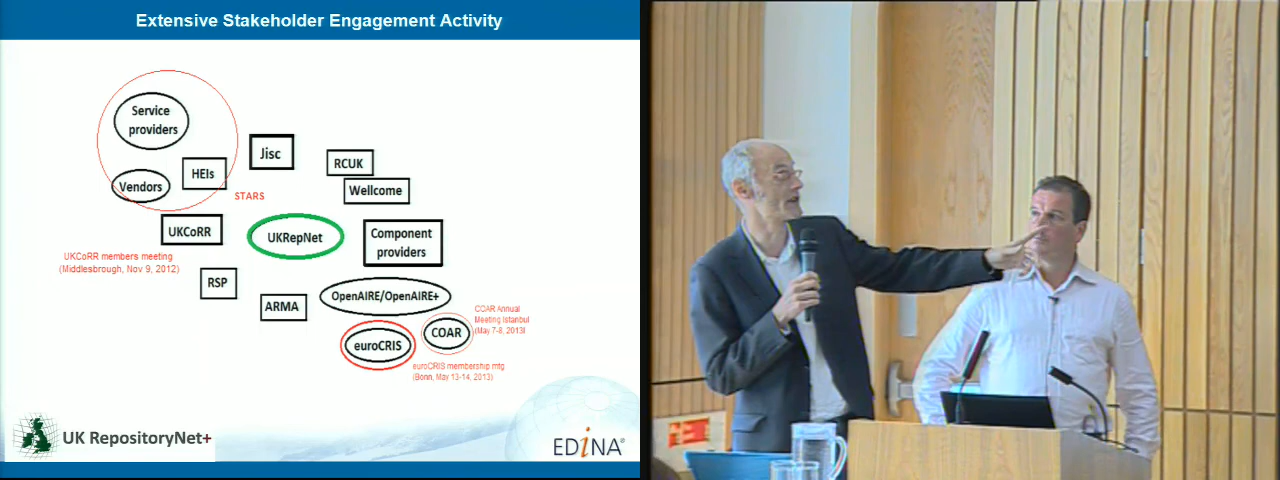 Extensive Stakeholder Engagement Activity
Service
providers
Jisc
RCUK
HEIs
Vendors
Wellcome
STARS
UKCoRR
UKRepNet
Component
providers
UKCoRR members meeting
(Middlesbrough, Nov 9, 2012)
RSP
ARMA
OpenAIRE/OpenAIRE+
COAR Annual
Meeting Istanbul
(May 7-8, 2013)
COAR
euroCRIS
euroCRIS membership mtg
(Bonn, May 13-14, 2013)
UK RepositoryNet+
EDINA®